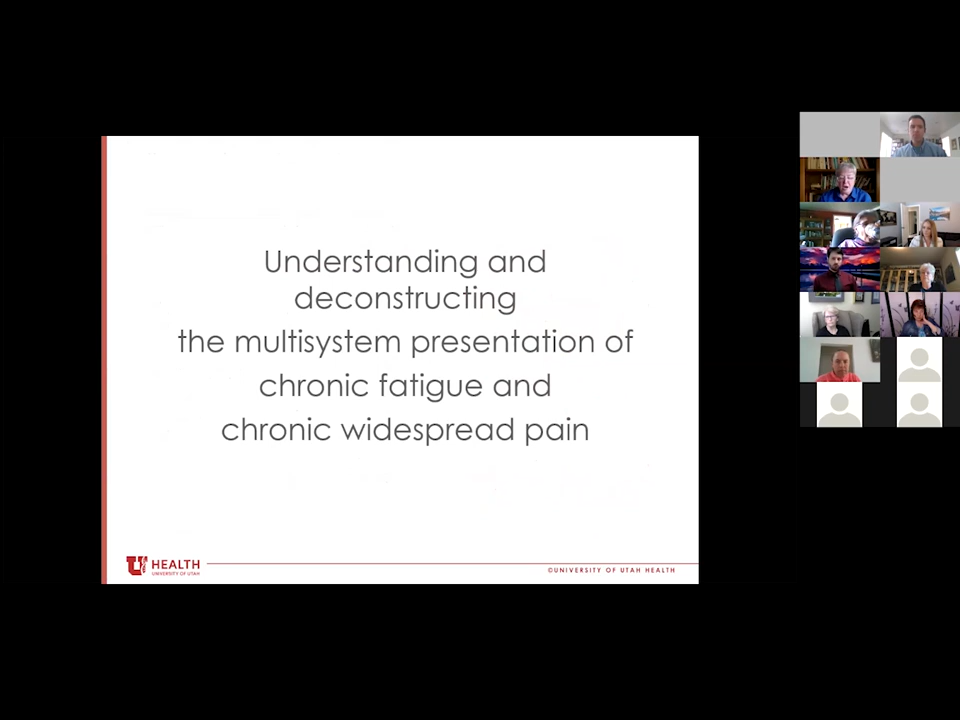 Understanding and
deconstructing
the multisystem presentation of
chronic fatigue and
chronic widespread pain
U HEALTH
UNIVERSITY OF UTAH
©UNIVERSITY OF UTAH HEALTH